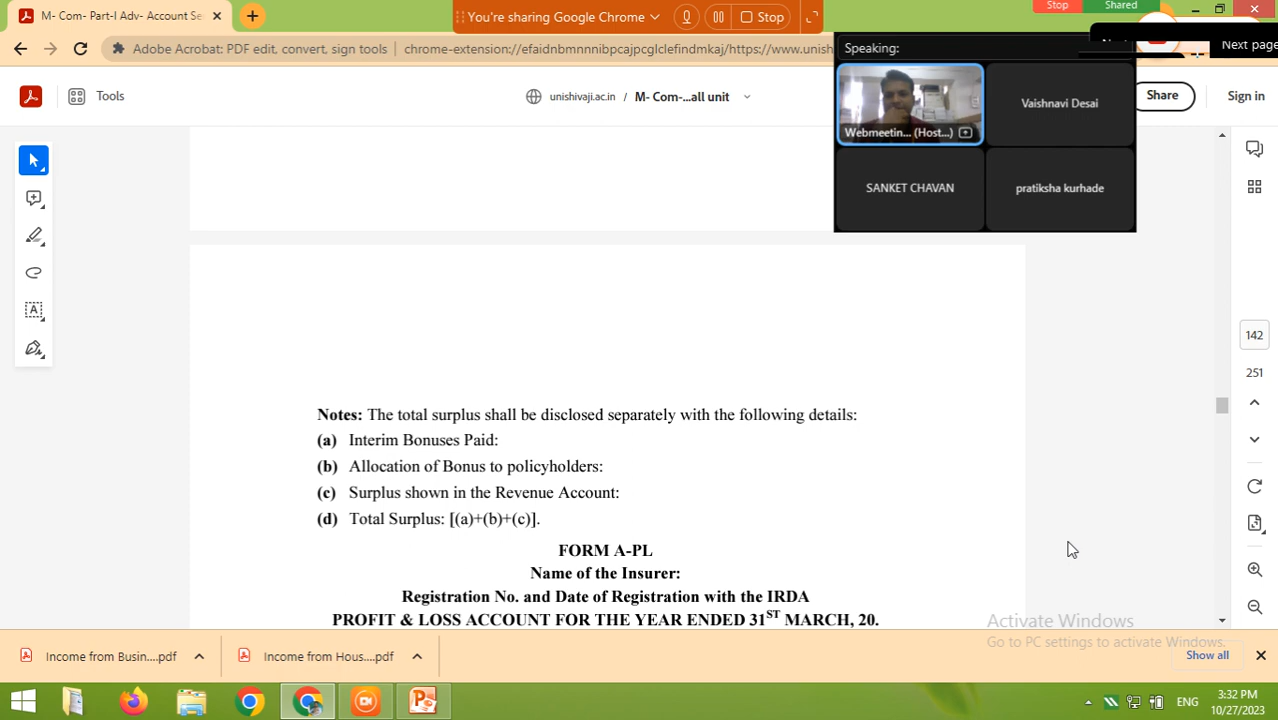 M- Com- Part-I Adv- Account Se
You're sharing Google Chrome
Stop
Stop
Shared
Adobe Acrobat: PDF edit, convert, sign tools
chrome-extension://efaidnbmnnnibpcajpcglclefindmkaj/https://www.unish
Next page
Speaking:
Webmeetin... (Host...)
Vaishnavi Desai
SANKET CHAVAN
pratiksha kurhade
Tools
unishivaji.ac.in / M- Com-...all unit
Share
Sign in
142
251
Notes: The total surplus shall be disclosed separately with the following details:
(a) Interim Bonuses Paid:
(b) Allocation of Bonus to policyholders:
(c) Surplus shown in the Revenue Account:
(d) Total Surplus: [(a)+(b)+(c)].
FORM A-PL
Name of the Insurer:
Registration No. and Date of Registration with the IRDA
PROFIT & LOSS ACCOUNT FOR THE YEAR ENDED 31ST MARCH, 20.
Activate Windows
Go to PC settings to activate Windows.
Income from Busin....pdf
Income from Hous....pdf
Show all
ENG
3:32 PM
10/27/2023